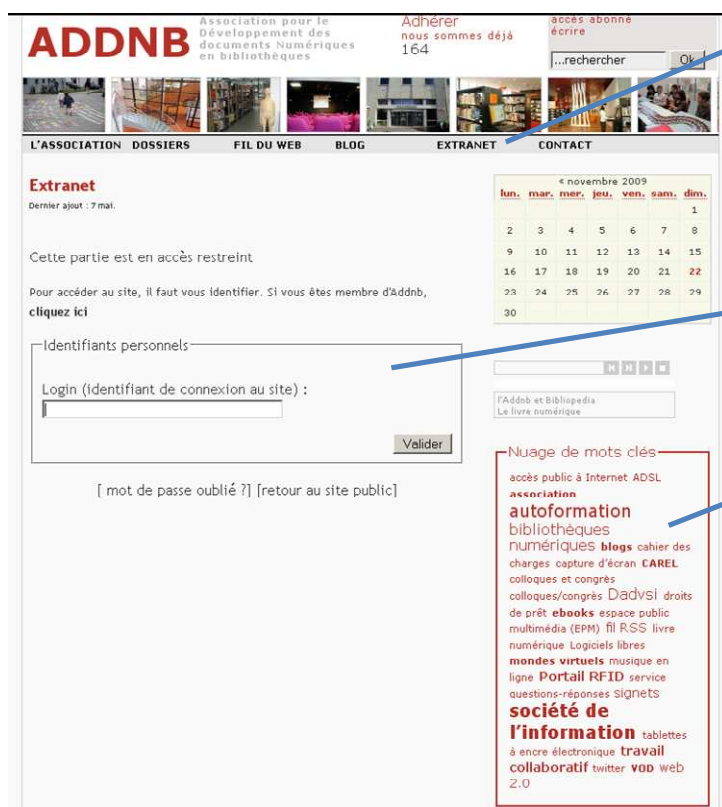 ADDNB
Association pour le
Développement des
documents Numériques
en bibliothèques
Adhérer
nous sommes déjà
164
accès abonné
écrire
...rechercher Ok
L'ASSOCIATION DOSSIERS FIL DU WEB BLOG EXTRANET CONTACT
Extranet
Dernier ajout : 7 mai.
Cette partie est en accès restreint
Pour accéder au site, il faut vous identifier. Si vous êtes membre d'Addnb,
cliquez ici
Identifiants personnels
Login (identifiant de connexion au site) :
Valider
[ mot de passe oublié ?] [retour au site public]
« novembre 2009
lun. mar. mer. jeu. ven. sam. dim.
1
2 3 4 5 6 7 8
9 10 11 12 13 14 15
16 17 18 19 20 21 22
23 24 25 26 27 28 29
30
l'Addnb et Bibliopedia
Le livre numérique
Nuage de mots clés
accès public à Internet ADSL
association
autoformation
bibliothèques
numériques blogs cahier des
charges capture d'écran CAREL
colloques et congrès
colloques/congrès Dadvsi droits
de prêt ebooks espace public
multimédia (EPM) fil RSS livre
numérique Logiciels libres
mondes virtuels musique en
ligne Portail RFID service
questions-réponses signets
société de
l'information tablettes
à encre électronique travail
collaboratif twitter VOD web
2.0